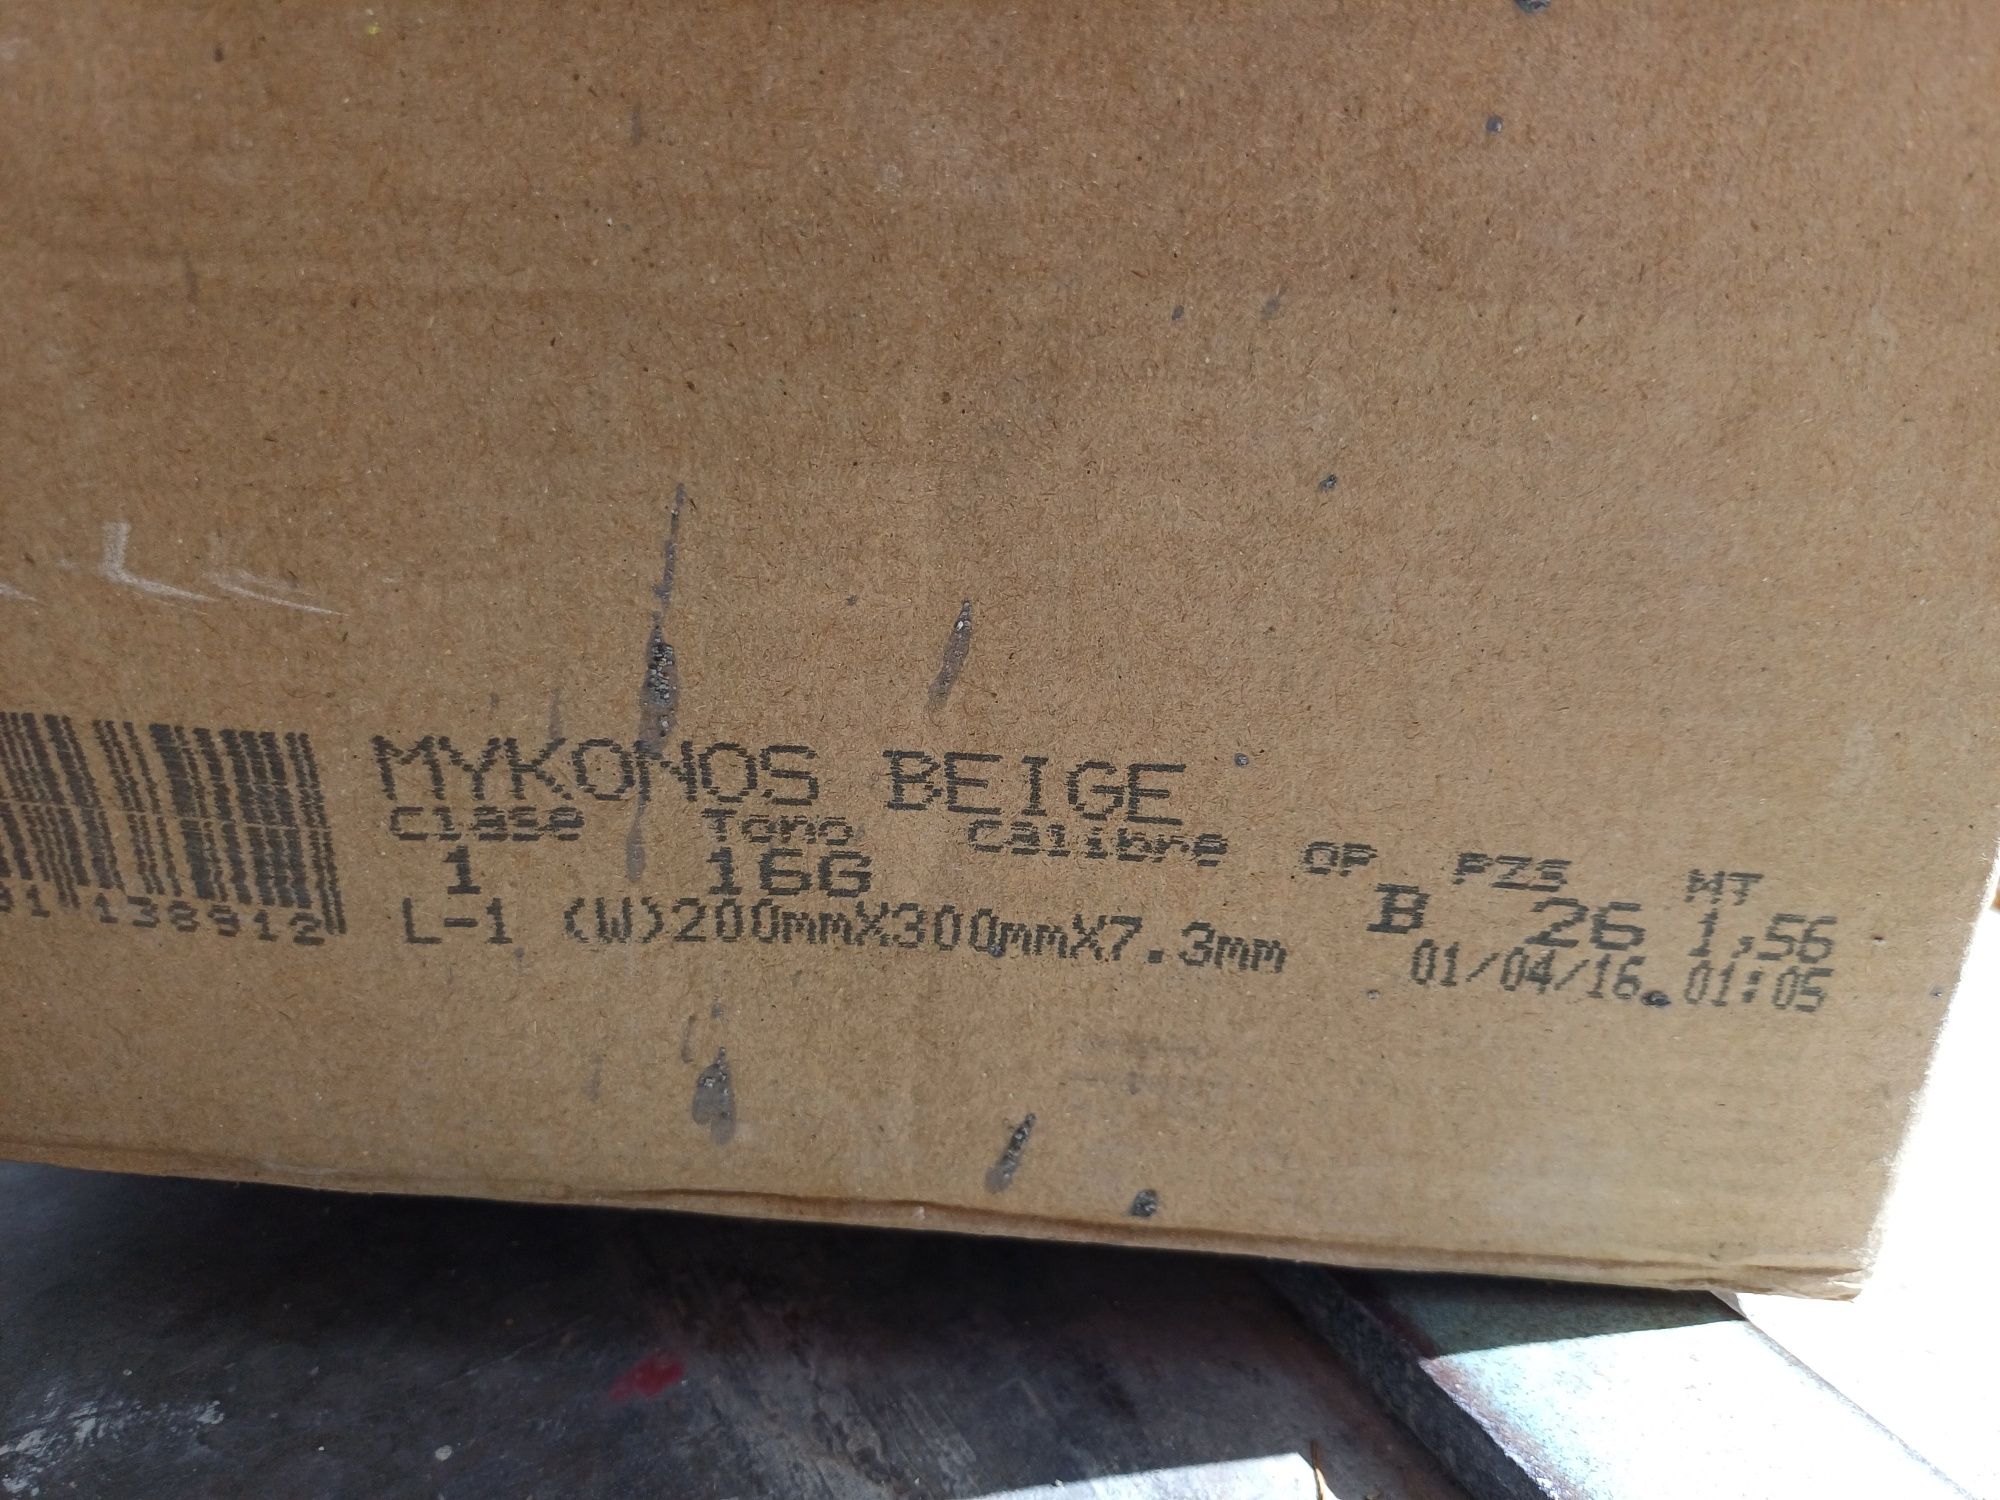 MYKONOS BEIGE
Clase Tono Calibre OP PZS MT
1 16G B 26 1,56
L-1 (W)200mmX300mmX7.3mm 01/04/16 01:05
138912